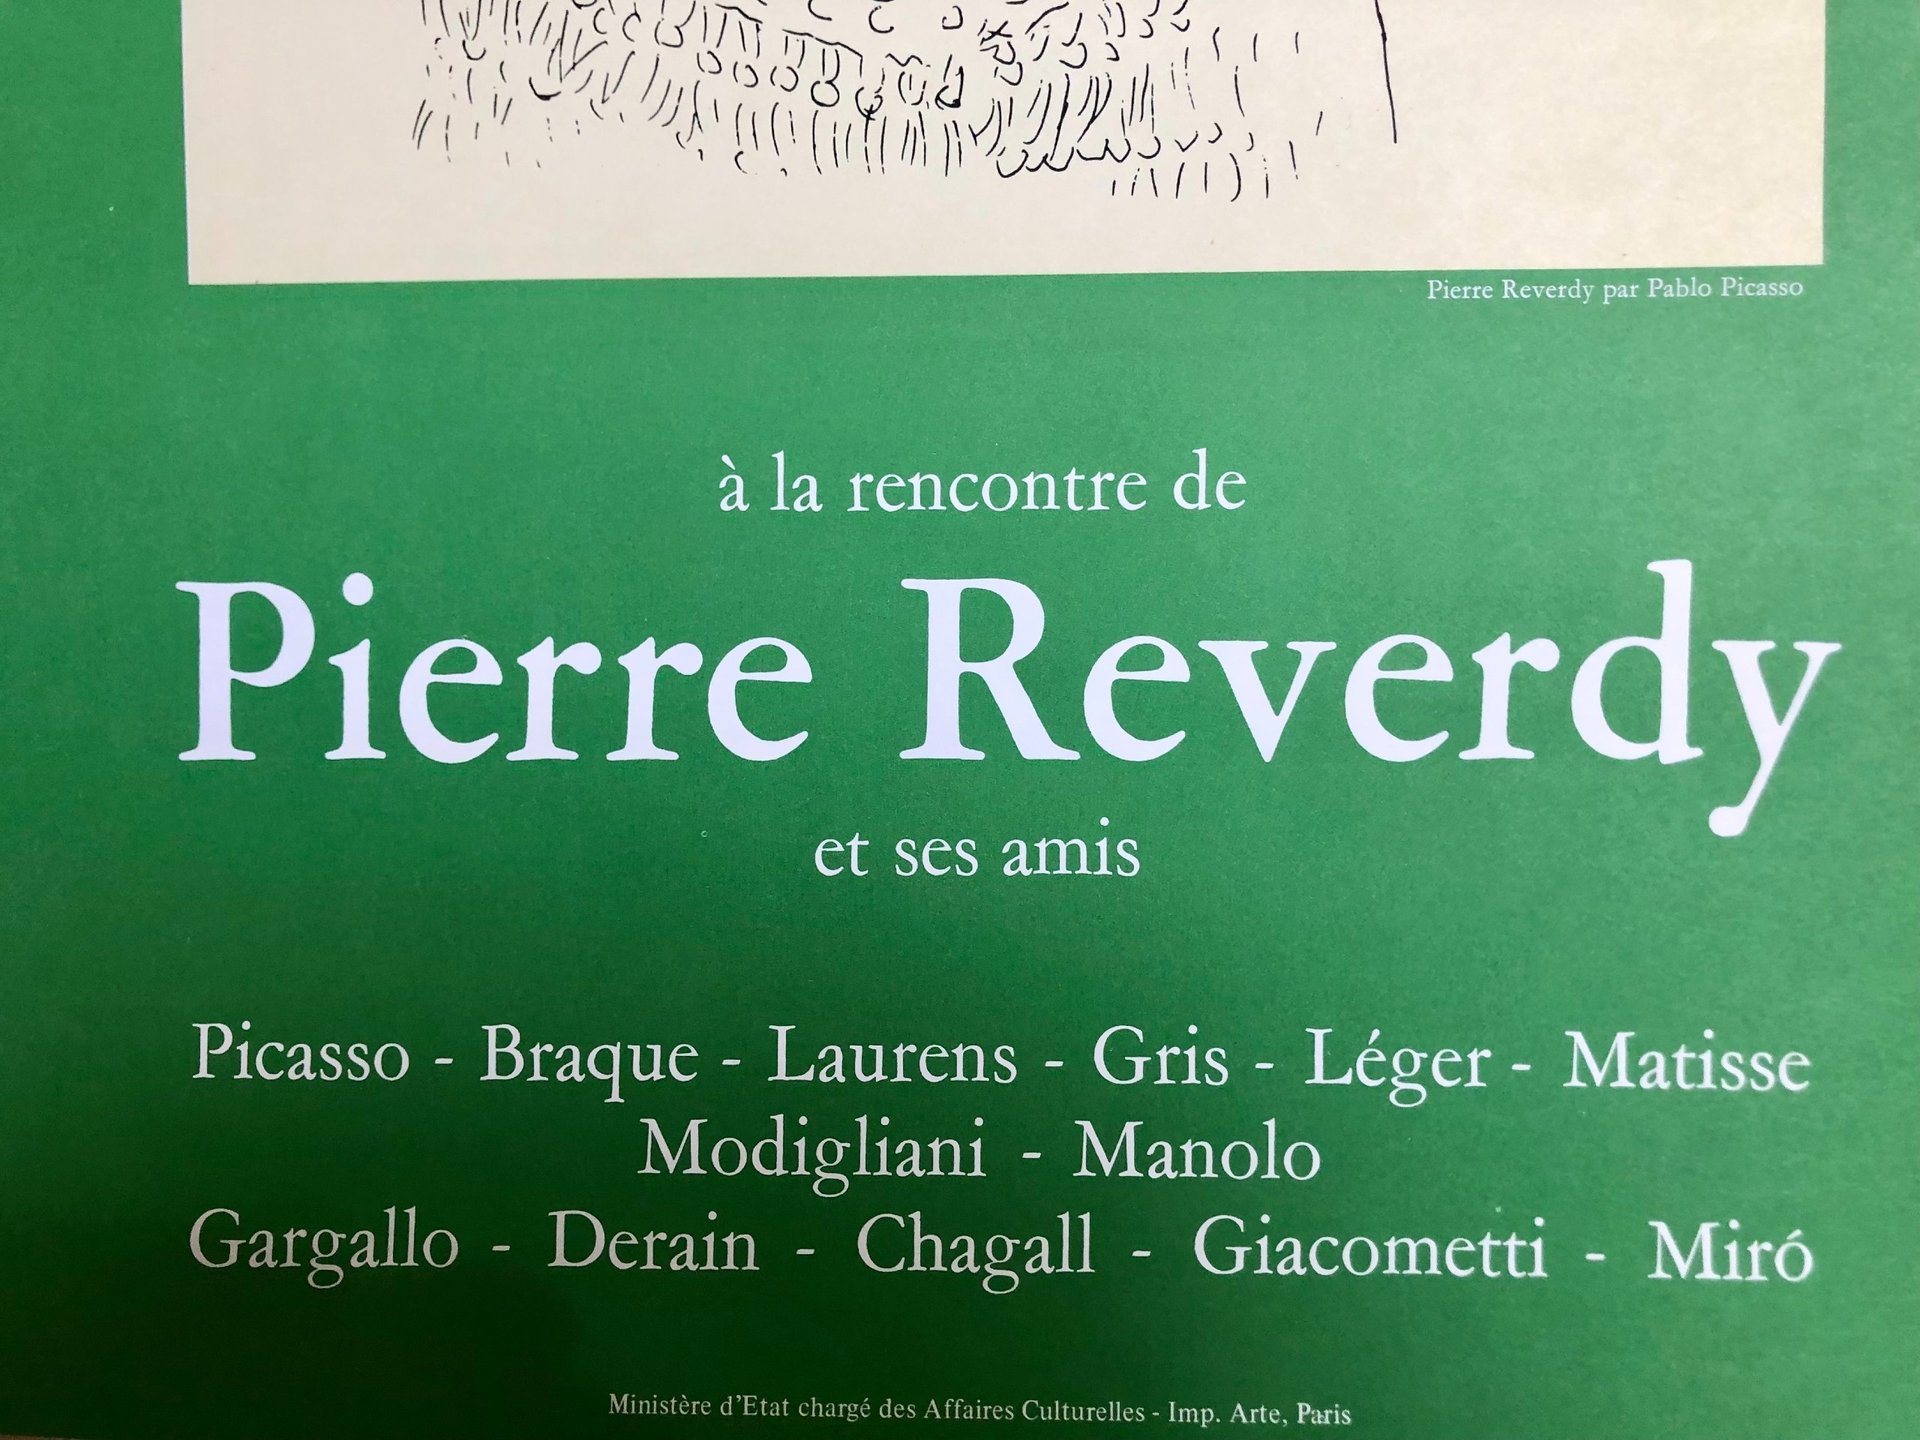 Pierre Reverdy par Pablo Picasso
à la rencontre de
Pierre Reverdy
et ses amis
Picasso - Braque - Laurens - Gris - Léger - Matisse
Modigliani - Manolo
Gargallo - Derain - Chagall - Giacometti - Miró
Ministère d'Etat chargé des Affaires Culturelles - Imp. Arte, Paris